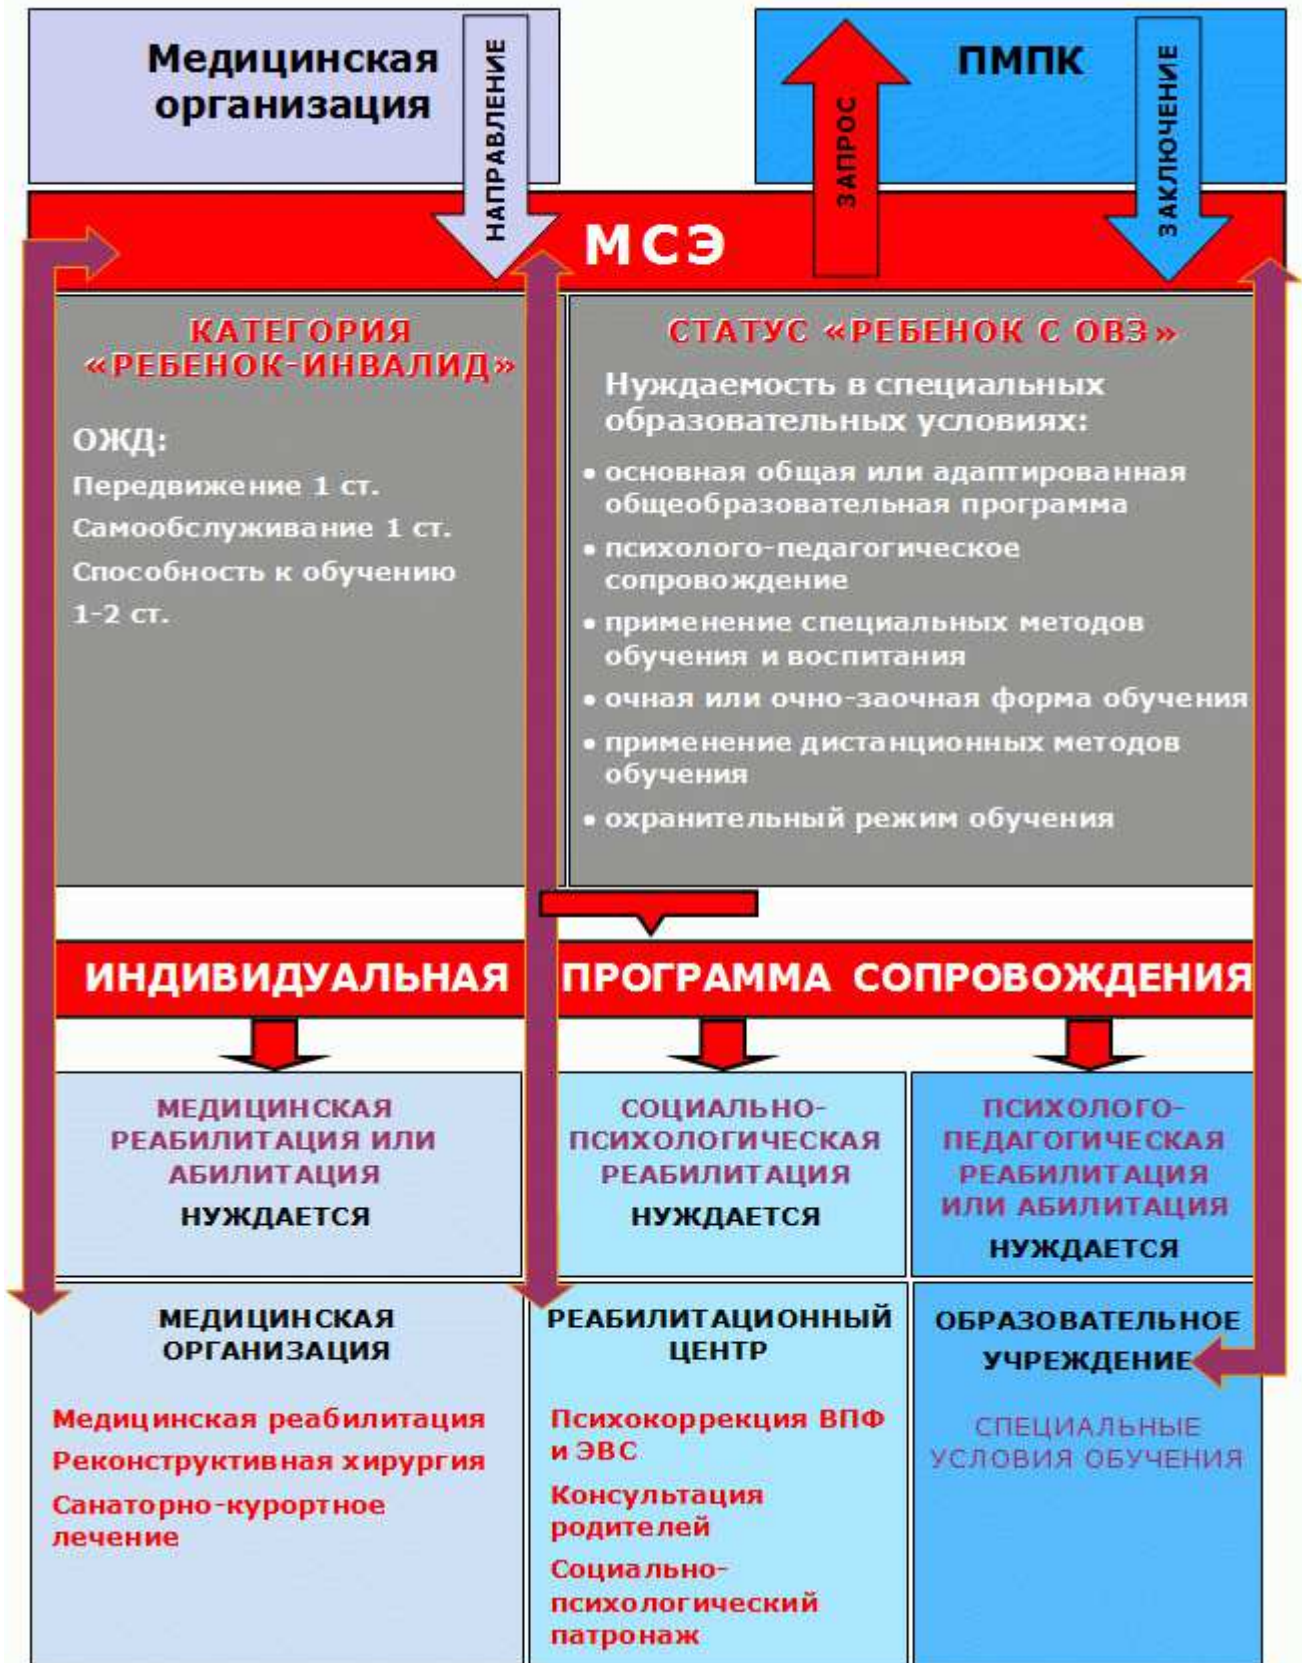 Медицинская
организация
НАПРАВЛЕНИЕ
ЗАПРОС
ПМПК
ЗАКЛЮЧЕНИЕ
МСЭ
КАТЕГОРИЯ
«РЕБЕНОК-ИНВАЛИД»
ОЖД:
Передвижение 1 ст.
Самообслуживание 1 ст.
Способность к обучению
1-2 ст.
СТАТУС «РЕБЕНОК С ОВЗ»
Нуждаемость в специальных
образовательных условиях:
• основная общая или адаптированная
общеобразовательная программа
• психолого-педагогическое
сопровождение
• применение специальных методов
обучения и воспитания
• очная или очно-заочная форма обучения
• применение дистанционных методов
обучения
• охранительный режим обучения
ИНДИВИДУАЛЬНАЯ ПРОГРАММА СОПРОВОЖДЕНИЯ
МЕДИЦИНСКАЯ
РЕАБИЛИТАЦИЯ ИЛИ
АБИЛИТАЦИЯ
НУЖДАЕТСЯ
СОЦИАЛЬНО-
ПСИХОЛОГИЧЕСКАЯ
РЕАБИЛИТАЦИЯ
НУЖДАЕТСЯ
ПСИХОЛОГО-
ПЕДАГОГИЧЕСКАЯ
РЕАБИЛИТАЦИЯ
ИЛИ АБИЛИТАЦИЯ
НУЖДАЕТСЯ
МЕДИЦИНСКАЯ
ОРГАНИЗАЦИЯ
Медицинская реабилитация
Реконструктивная хирургия
Санаторно-курортное
лечение
РЕАБИЛИТАЦИОННЫЙ
ЦЕНТР
Психокоррекция ВПФ
и ЭВС
Консультация
родителей
Социально-
психологический
патронаж
ОБРАЗОВАТЕЛЬНОЕ
УЧРЕЖДЕНИЕ
СПЕЦИАЛЬНЫЕ
УСЛОВИЯ ОБУЧЕНИЯ